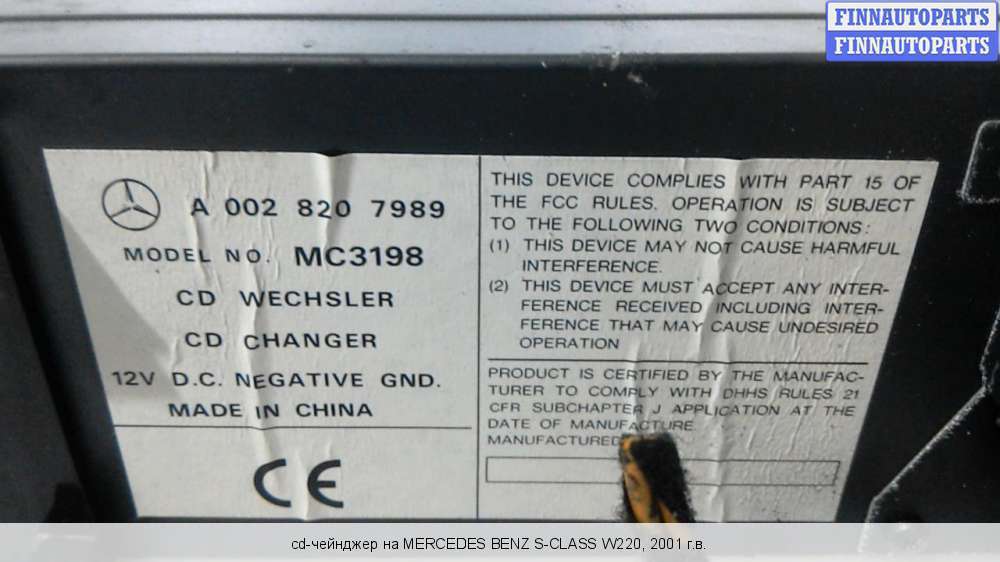 FINNAUTOPARTS
FINNAUTOPARTS
A 002 820 7989
MODEL NO. MC3198
CD WECHSLER
CD CHANGER
12V D.C. NEGATIVE GND.
MADE IN CHINA
CE
THIS DEVICE COMPLIES WITH PART 15 OF
THE FCC RULES. OPERATION IS SUBJECT
TO THE FOLLOWING TWO CONDITIONS:
(1) THIS DEVICE MAY NOT CAUSE HARMFUL
INTERFERENCE.
(2) THIS DEVICE MUST ACCEPT ANY INTER-
FERENCE RECEIVED INCLUDING INTER-
FERENCE THAT MAY CAUSE UNDESIRED
OPERATION
PRODUCT IS CERTIFIED BY THE MANUFAC-
TURER TO COMPLY WITH DHHS RULES 21
CFR SUBCHAPTER J APPLICATION AT THE
DATE OF MANUFACTURE
MANUFACTURED
cd-чейнджер на MERCEDES BENZ S-CLASS W220, 2001 г.в.